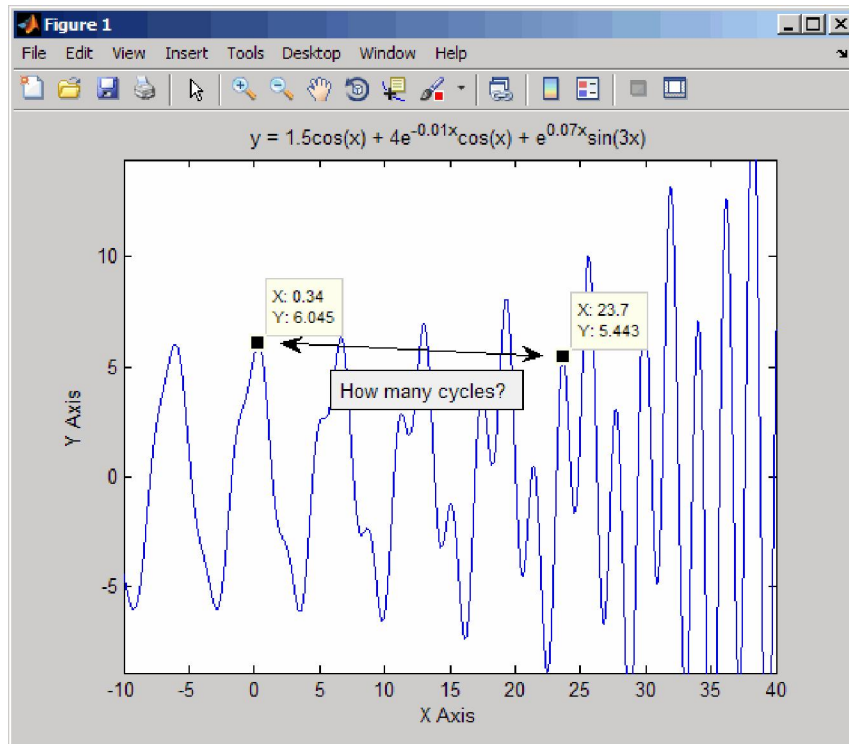 Figure 1
File Edit View Insert Tools Desktop Window Help
y = 1.5cos(x) + 4e^-0.01x cos(x) + e^0.07x sin(3x)
X: 0.34
Y: 6.045
X: 23.7
Y: 5.443
How many cycles?
10
5
0
-5
Y Axis
-10 -5 0 5 10 15 20 25 30 35 40
X Axis